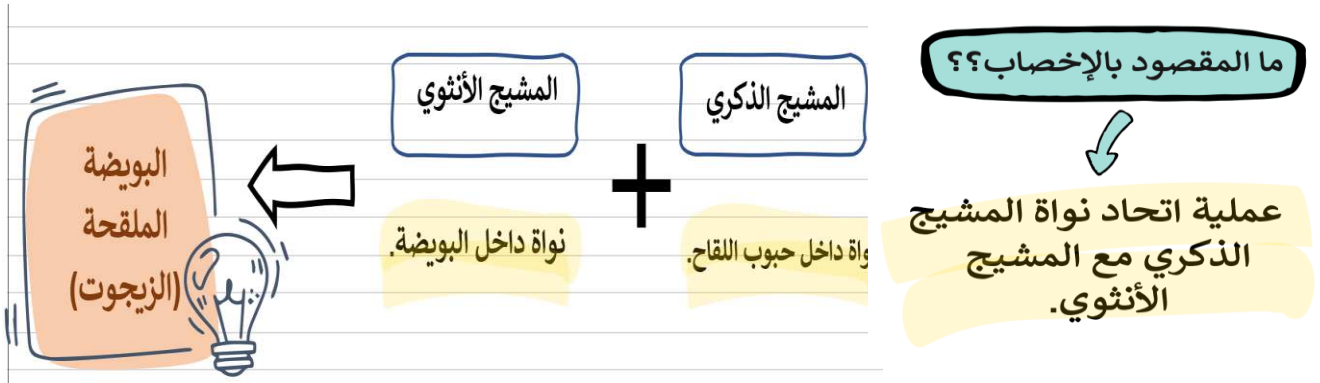 ما المقصود بالإخصاب؟؟
عملية اتحاد نواة المشيج
الذكري مع المشيج
الأنثوي.
المشيج الذكري
واة داخل حبوب اللقاح.
+
المشيج الأنثوي
نواة داخل البويضة.
البويضة
الملقحة
(الزيجوت)